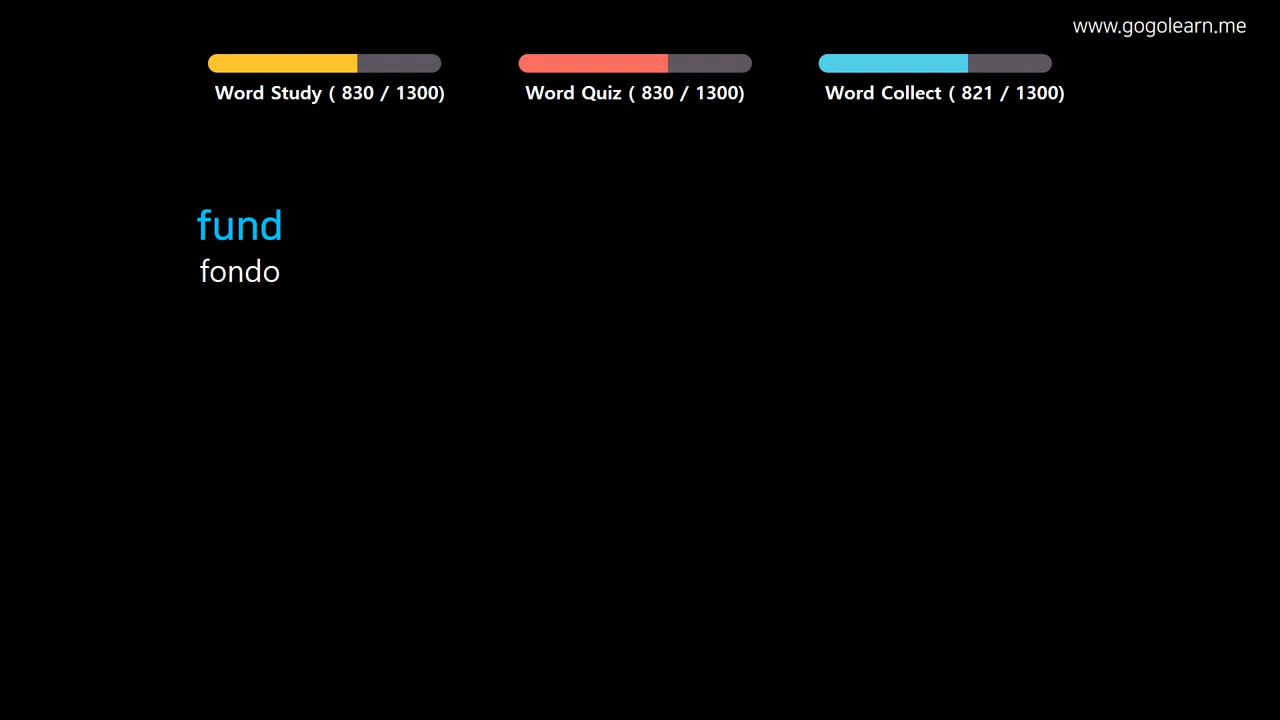 www.gogolearn.me
Word Study ( 830 / 1300)
Word Quiz ( 830 / 1300)
Word Collect ( 821 / 1300)
fund
fondo